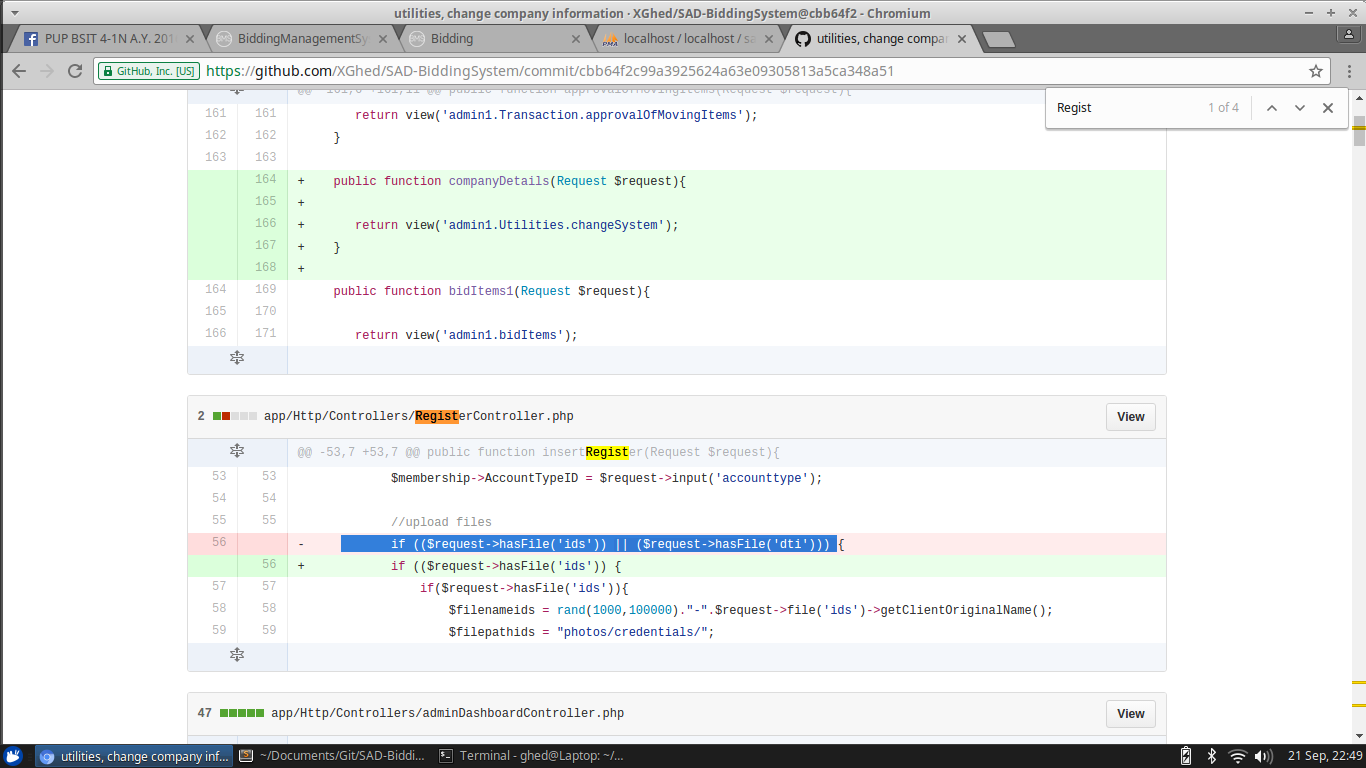 utilities, change company information · XGhed/SAD-BiddingSystem@cbb64f2 - Chromium
PUP BSIT 4-1N A.Y. 201
BiddingManagementSy
Bidding
localhost / localhost / sa
utilities, change compar
GitHub, Inc. [US]
https://github.com/XGhed/SAD-BiddingSystem/commit/cbb64f2c99a3925624a63e09305813a5ca348a51
Regist 1 of 4
@@ -161,6 +161,11 @@ public function approvalOfMovingItems(Request $request){
161 161 return view('admin1.Transaction.approvalOfMovingItems');
162 162 }
163 163
164 + public function companyDetails(Request $request){
165 +
166 + return view('admin1.Utilities.changeSystem');
167 + }
168 +
164 169 public function bidItems1(Request $request){
165 170
166 171 return view('admin1.bidItems');
2 app/Http/Controllers/RegisterController.php View
@@ -53,7 +53,7 @@ public function insertRegister(Request $request){
53 53 $membership->AccountTypeID = $request->input('accounttype');
54 54
55 55 //upload files
56 - if (($request->hasFile('ids')) || ($request->hasFile('dti'))) {
56 + if (($request->hasFile('ids')) {
57 57 if($request->hasFile('ids')){
58 58 $filenameids = rand(1000,100000)."-".$request->file('ids')->getClientOriginalName();
59 59 $filepathids = "photos/credentials/";
47 app/Http/Controllers/adminDashboardController.php View
utilities, change company inf...
~/Documents/Git/SAD-Biddi...
Terminal - ghed@Laptop: ~/...
21 Sep, 22:49